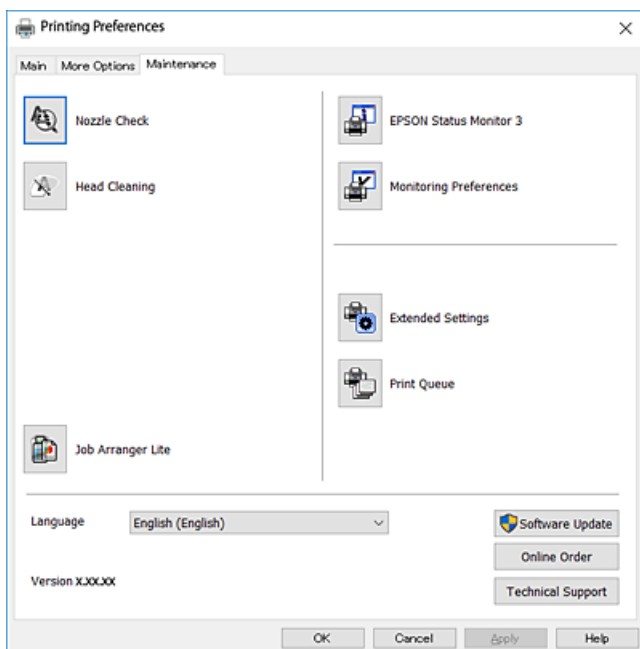 Printing Preferences
Main More Options Maintenance
Nozzle Check
EPSON Status Monitor 3
Head Cleaning
Monitoring Preferences
Extended Settings
Print Queue
Job Arranger Lite
Language English (English)
Software Update
Online Order
Version X.XX.XX
Technical Support
OK Cancel Apply Help